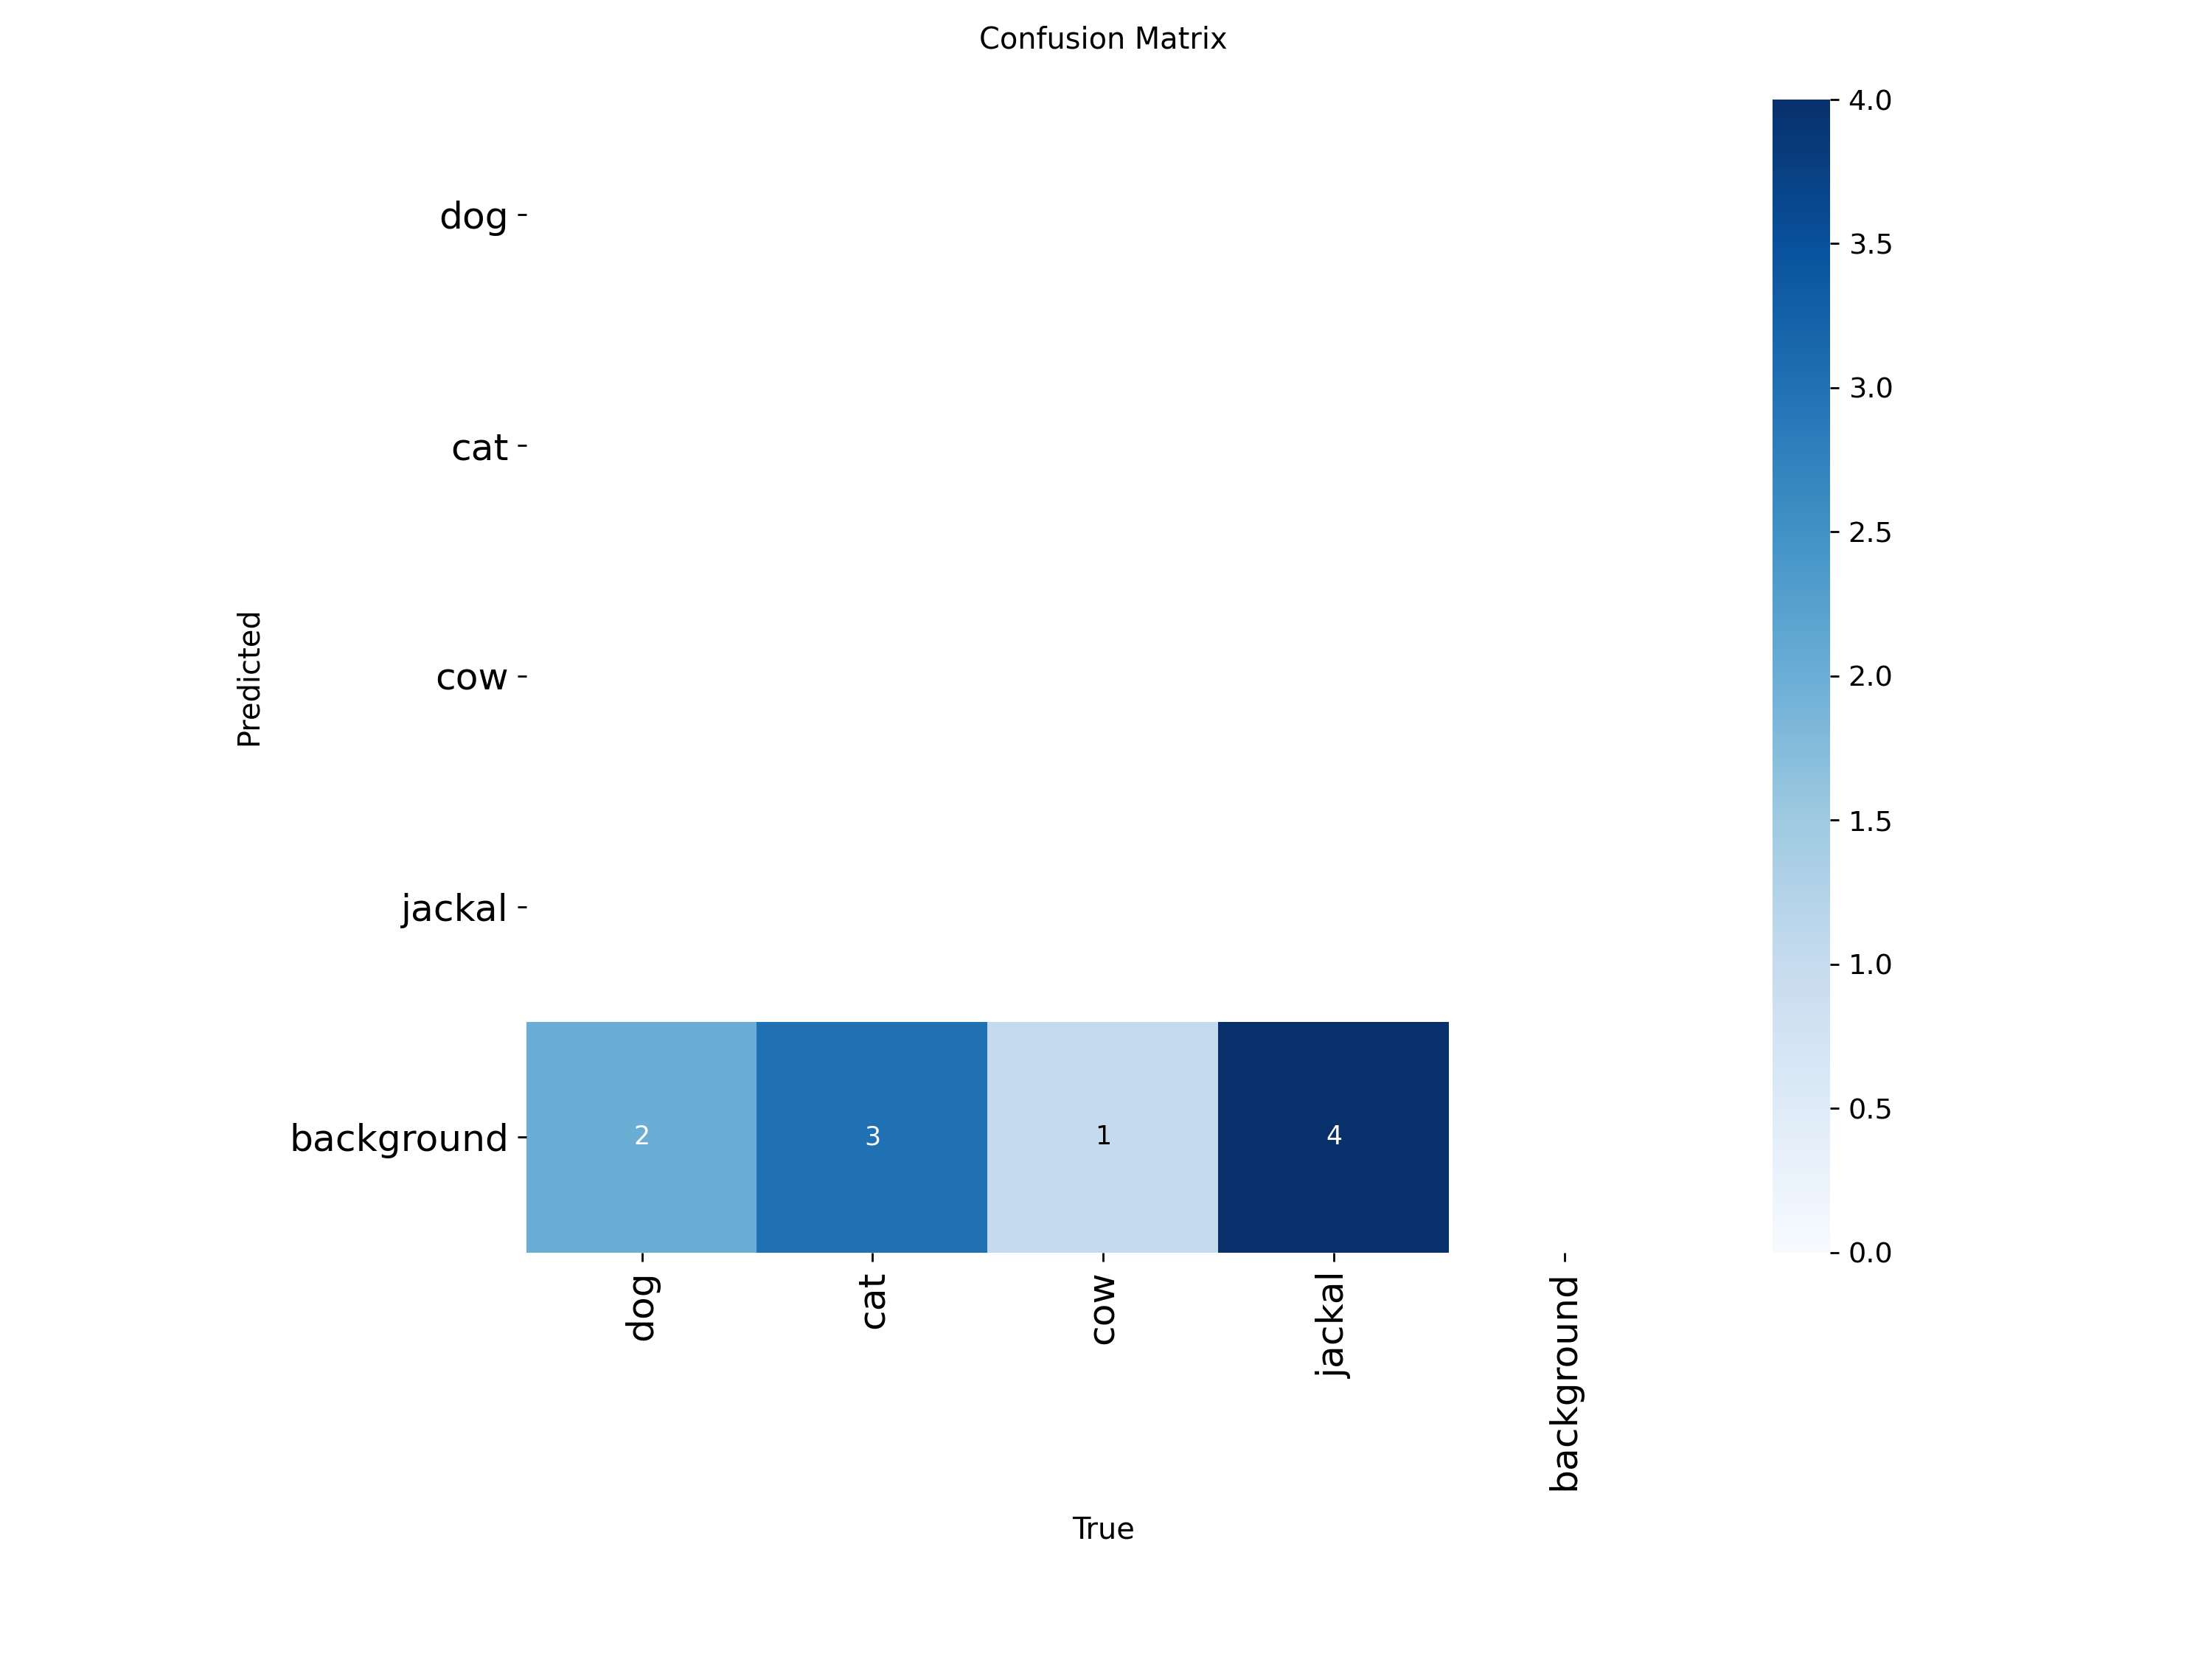 Confusion Matrix
dog
cat
cow
jackal
background
Predicted
2 3 1 4
dog cat cow jackal background
True
4.0
3.5
3.0
2.5
2.0
1.5
1.0
0.5
0.0